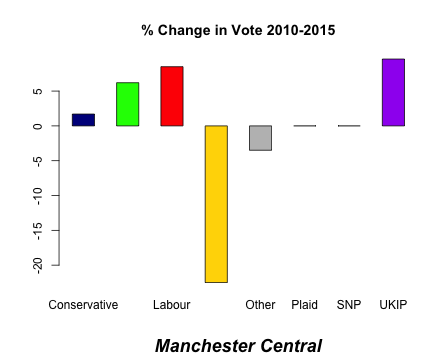 % Change in Vote 2010-2015
5
0
-5
-10
-15
-20
Conservative Labour Other Plaid SNP UKIP
Manchester Central